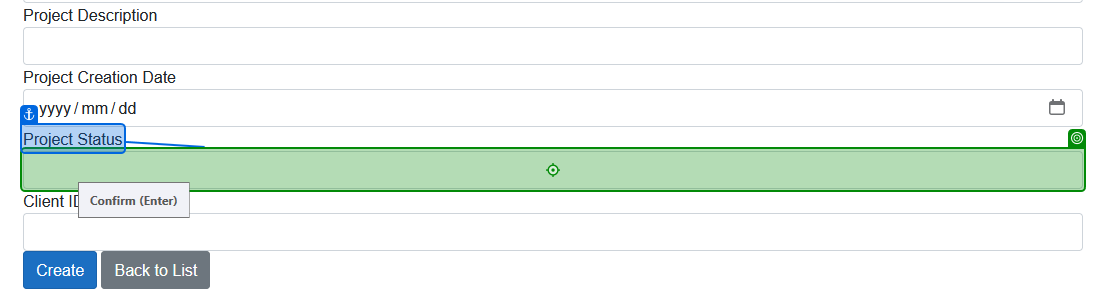 Project Description
Project Creation Date
yyyy / mm / dd
Project Status
Confirm (Enter)
Client ID
Create Back to List